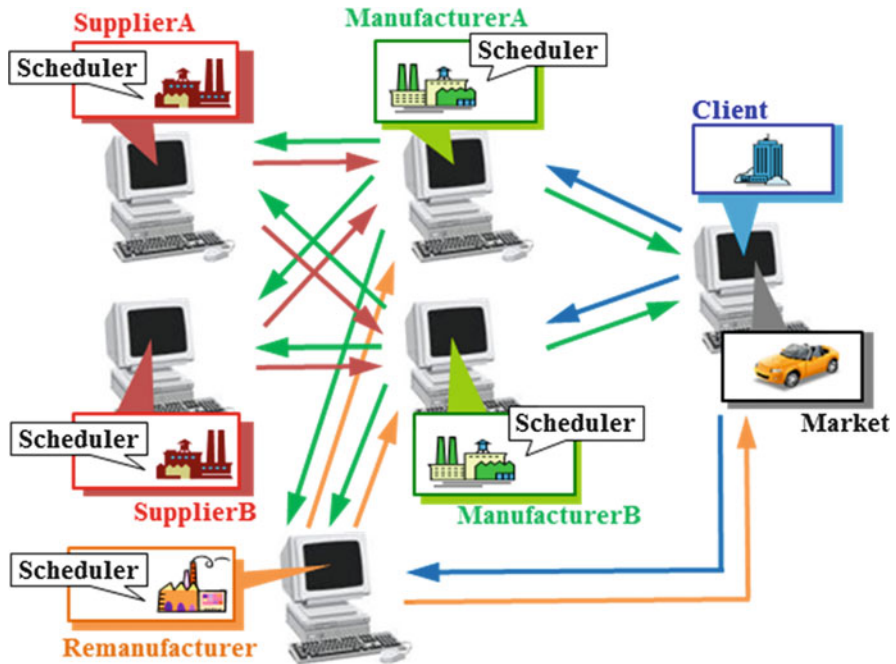 SupplierA
ManufacturerA
Scheduler
Scheduler
Client
Market
Scheduler
Scheduler
SupplierB
ManufacturerB
Scheduler
Remanufacturer